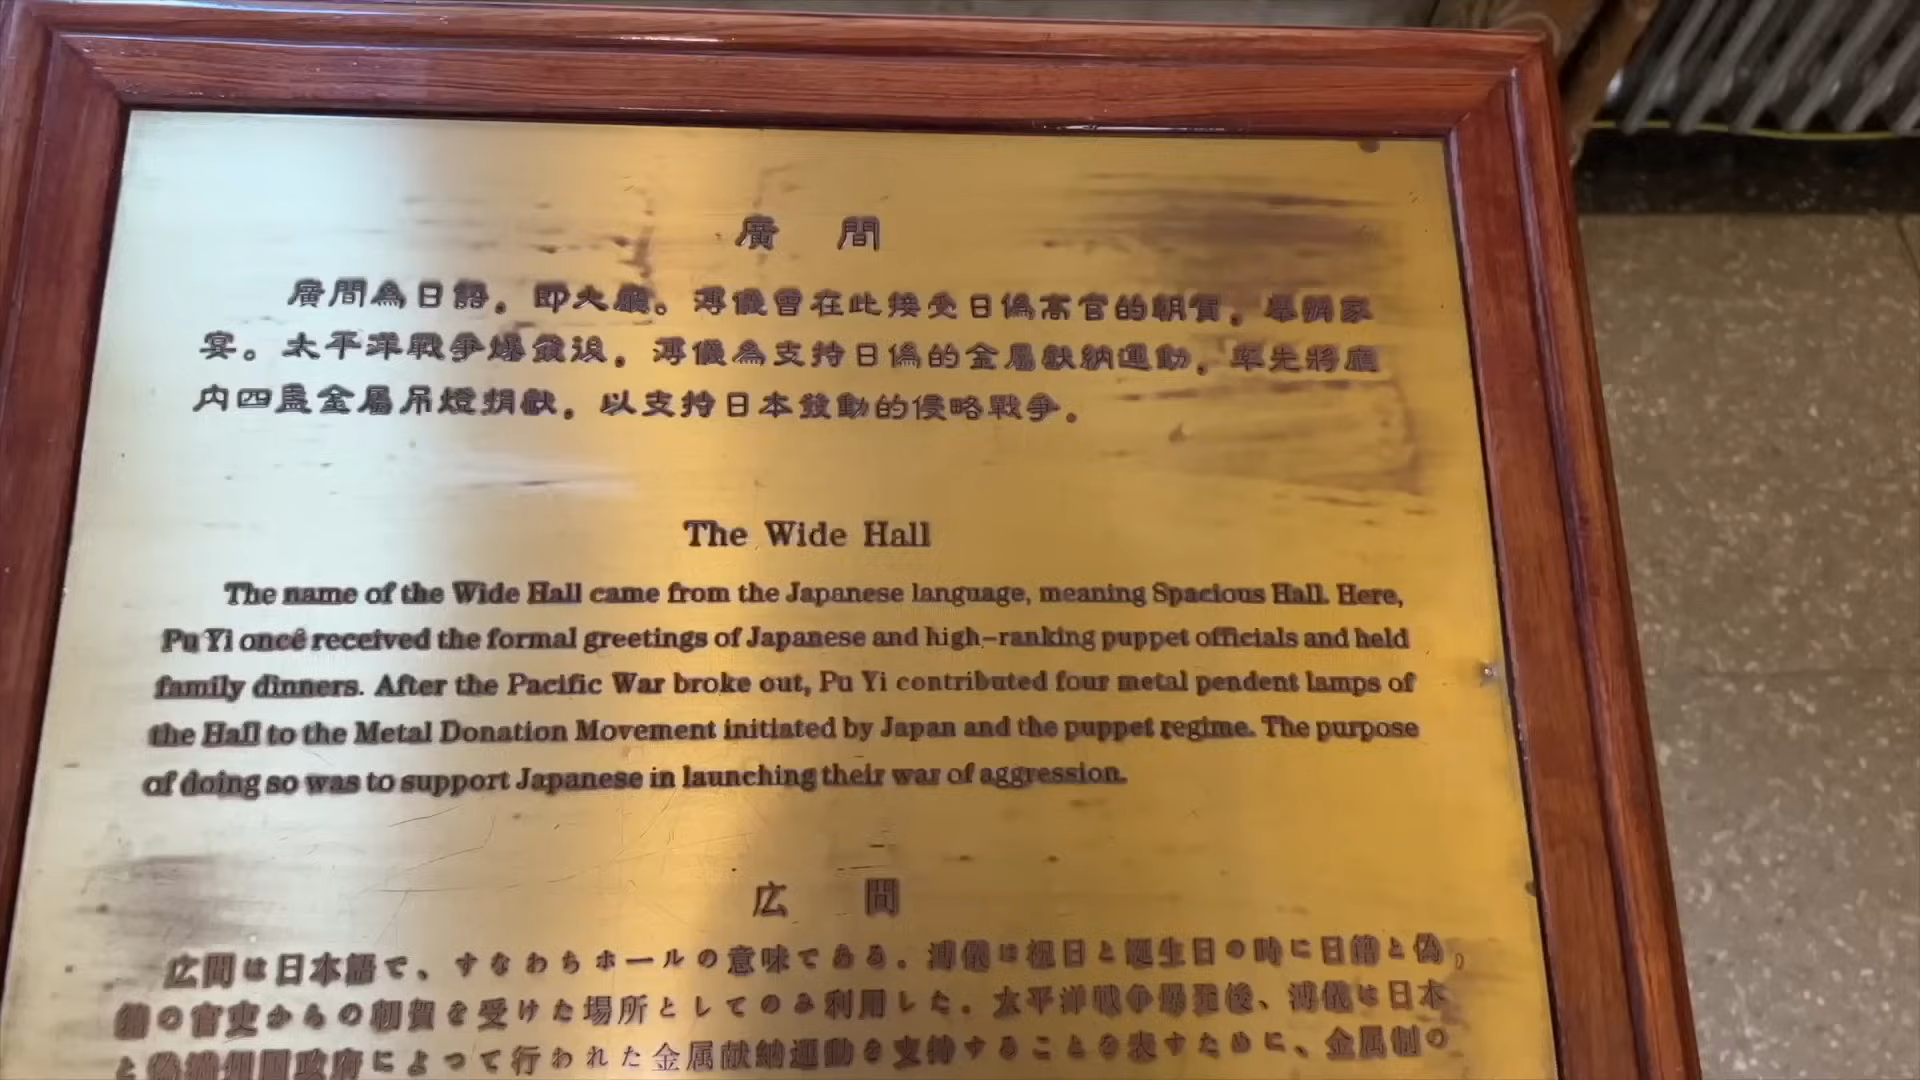 廣 間
廣間為日語，即大廳。溥儀曾在此接受日偽高官的朝賀，舉辦家
宴。太平洋戰爭爆發後，溥儀為支持日偽的金屬獻納運動，率先將廳
内四盞金屬吊燈捐獻，以支持日本發動的侵略戰爭。
The Wide Hall
The name of the Wide Hall came from the Japanese language, meaning Spacious Hall. Here,
Pu Yi once received the formal greetings of Japanese and high-ranking puppet officials and held
family dinners. After the Pacific War broke out, Pu Yi contributed four metal pendent lamps of
the Hall to the Metal Donation Movement initiated by Japan and the puppet regime. The purpose
of doing so was to support Japanese in launching their war of aggression.
広 間
広間は日本語で、すなわちホールの意味である。溥儀は祝日と誕生日の時に日籍と偽
籍の官吏からの朝賀を受けた場所としてのみ利用した。太平洋戦争爆発後、溥儀は日本
と偽満州国政府によって行われた金属献納運動を支持することを表すために、金属制の